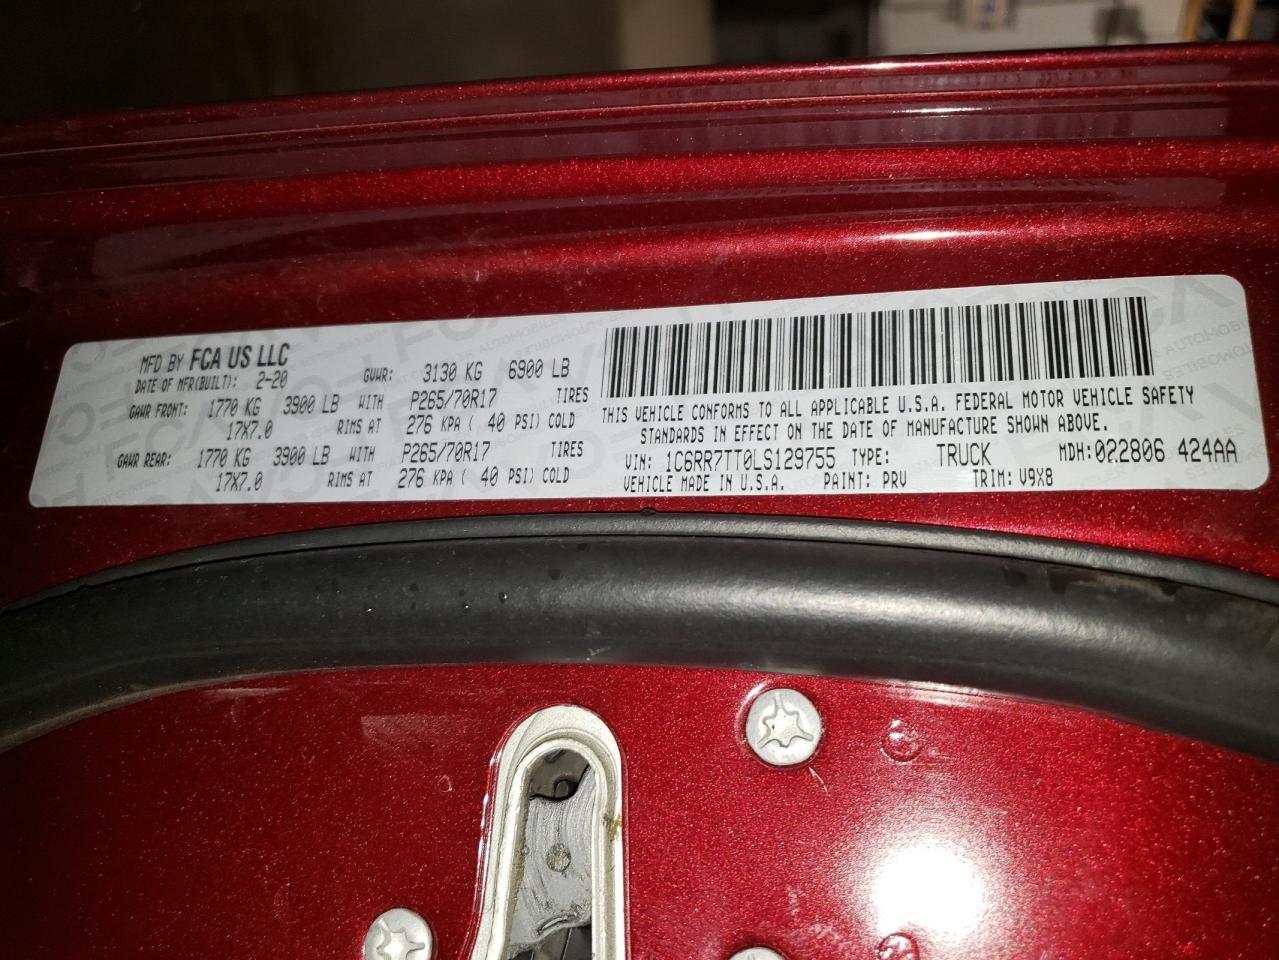 MFD BY FCA US LLC
DATE OF MFR(BUILT): 2-20 GVWR: 3130 KG 6900 LB
GAWR FRONT: 1770 KG 3900 LB WITH P265/70R17 TIRES
17X7.0 RIMS AT 276 KPA ( 40 PSI) COLD
GAWR REAR: 1770 KG 3900 LB WITH P265/70R17 TIRES
17X7.0 RIMS AT 276 KPA ( 40 PSI) COLD
THIS VEHICLE CONFORMS TO ALL APPLICABLE U.S.A. FEDERAL MOTOR VEHICLE SAFETY
STANDARDS IN EFFECT ON THE DATE OF MANUFACTURE SHOWN ABOVE.
VIN: 1C6RR7TT0LS129755 TYPE: TRUCK MDH: 022806 424AA
VEHICLE MADE IN U.S.A. PAINT: PRV TRIM: V9X8